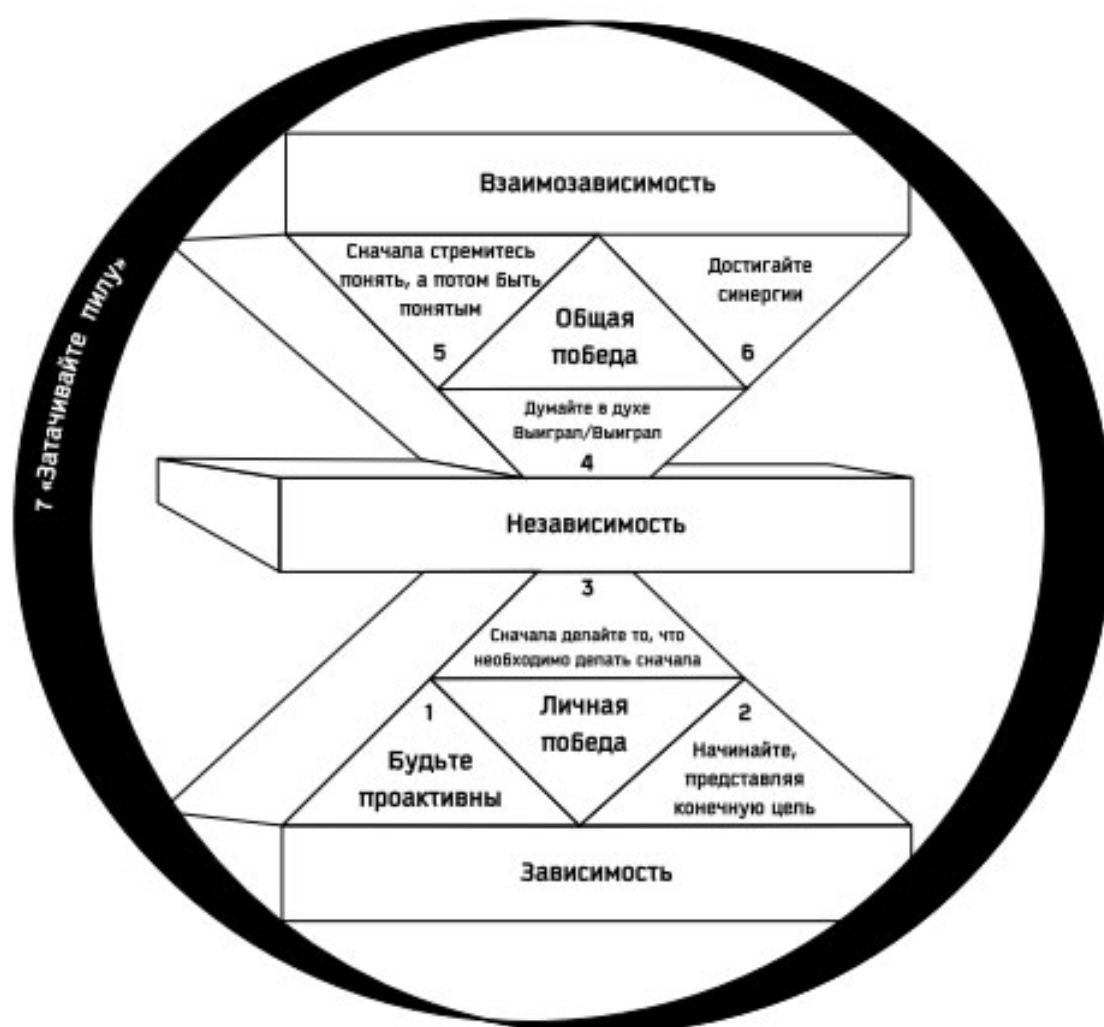 7 «Затачивайте пилу»
Взаимозависимость
Сначала стремитесь
понять, а потом быть
понятым
5
Общая
победа
Достигайте
синергии
6
Думайте в духе
Выиграл/Выиграл
4
Независимость
3
Сначала делайте то, что
необходимо делать сначала
1
Будьте
проактивны
Личная
победа
2
Начинайте,
представляя
конечную цель
Зависимость